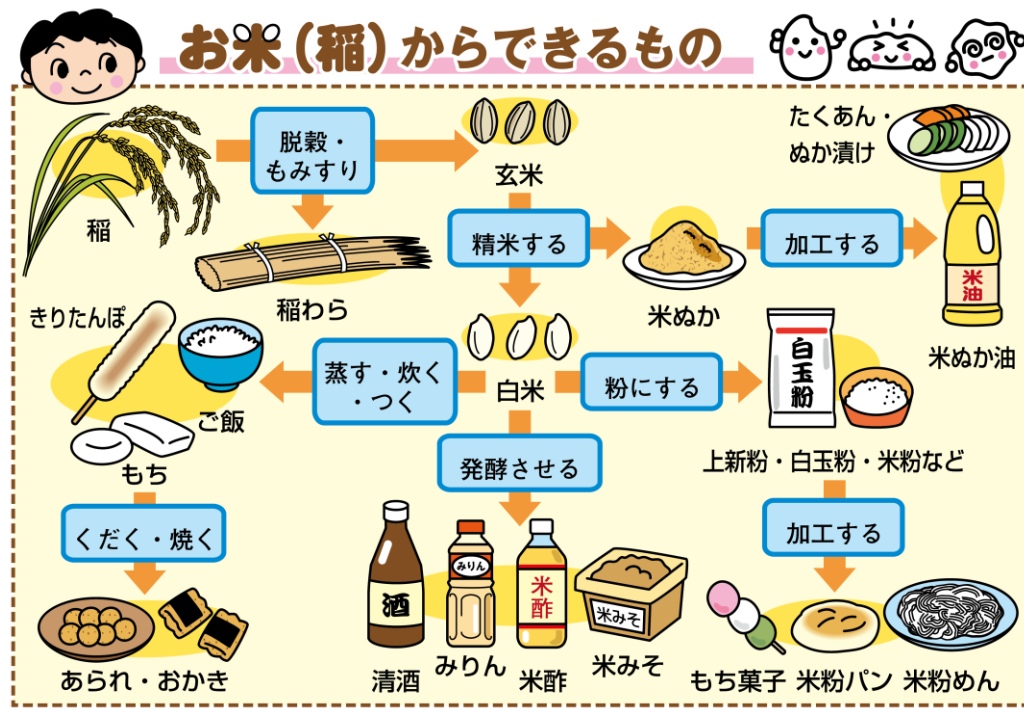 お米(稲)からできるもの
稲
脱穀・
もみすり
玄米
たくあん・
ぬか漬け
稲わら
精米する
米ぬか
加工する
米
油
米ぬか油
きりたんぽ
ご飯
もち
蒸す・炊く
・つく
白米
粉にする
白玉粉
上新粉・白玉粉・米粉など
発酵させる
くだく・焼く
加工する
あられ・おかき
酒
清酒
みりん
みりん
米酢
米酢
米みそ
米みそ
もち菓子
米粉パン
米粉めん